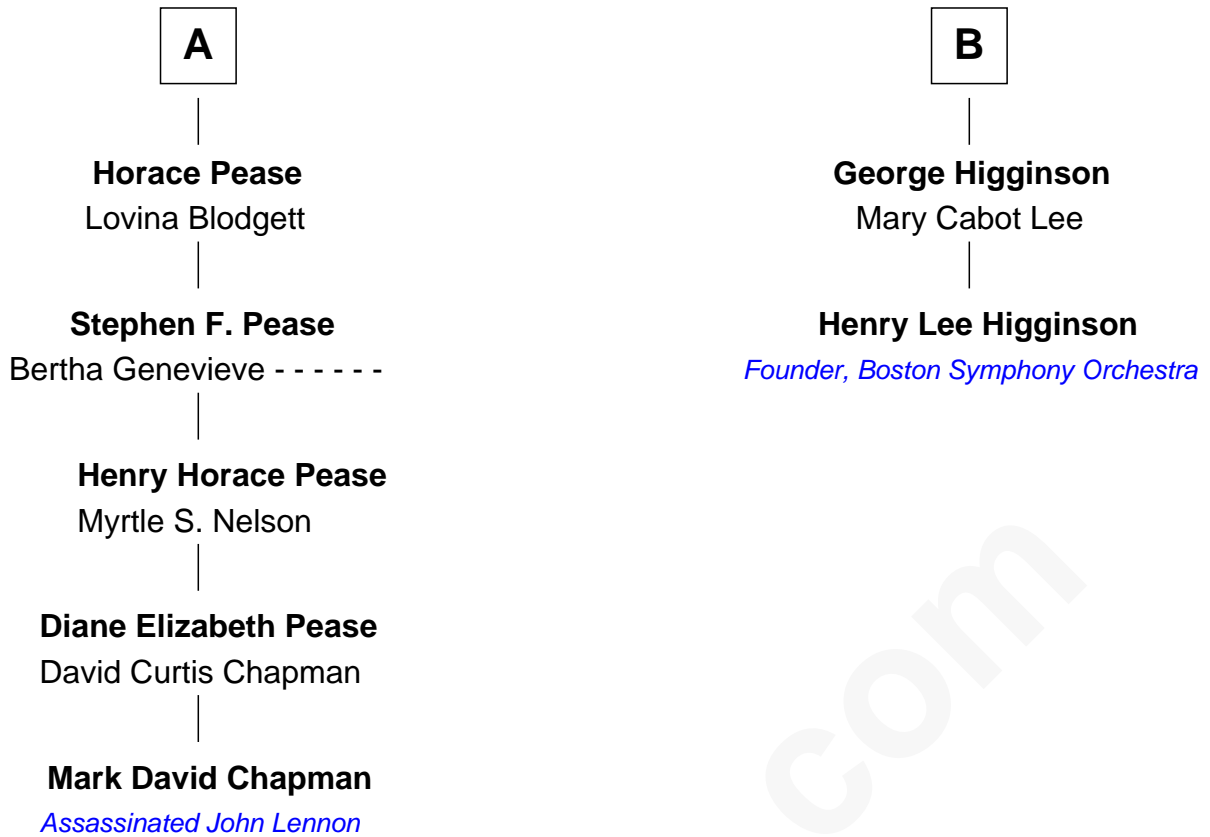 A
Horace Pease
Lovina Blodgett
Stephen F. Pease
Bertha Genevieve - - - - - -
Henry Horace Pease
Myrtle S. Nelson
Diane Elizabeth Pease
David Curtis Chapman
Mark David Chapman
Assassinated John Lennon
B
George Higginson
Mary Cabot Lee
Henry Lee Higginson
Founder, Boston Symphony Orchestra
com